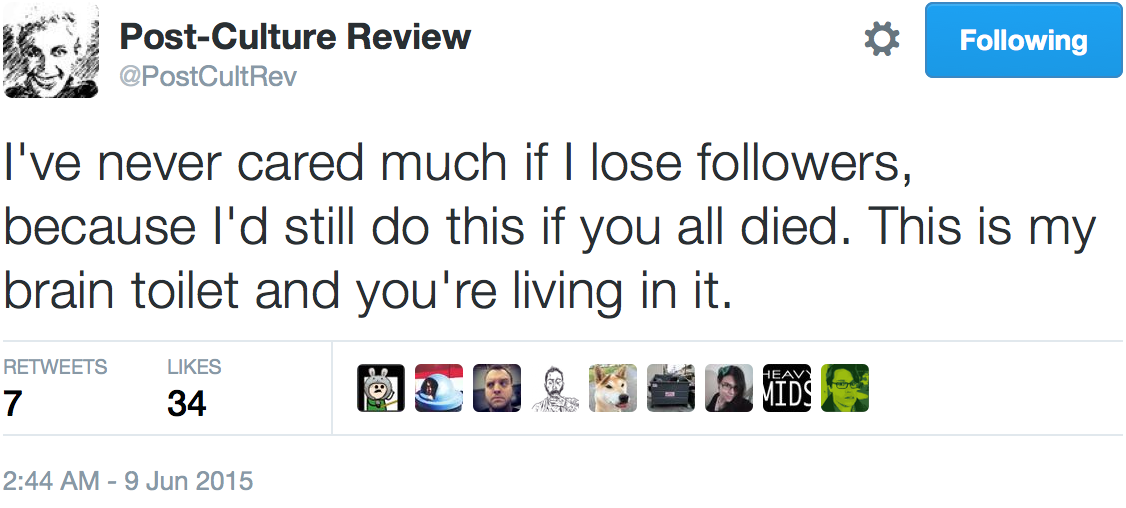 Post-Culture Review
@PostCultRev
Following
I've never cared much if I lose followers,
because I'd still do this if you all died. This is my
brain toilet and you're living in it.
RETWEETS
LIKES
7
34
HEAVY
MIDS
2:44 AM - 9 Jun 2015